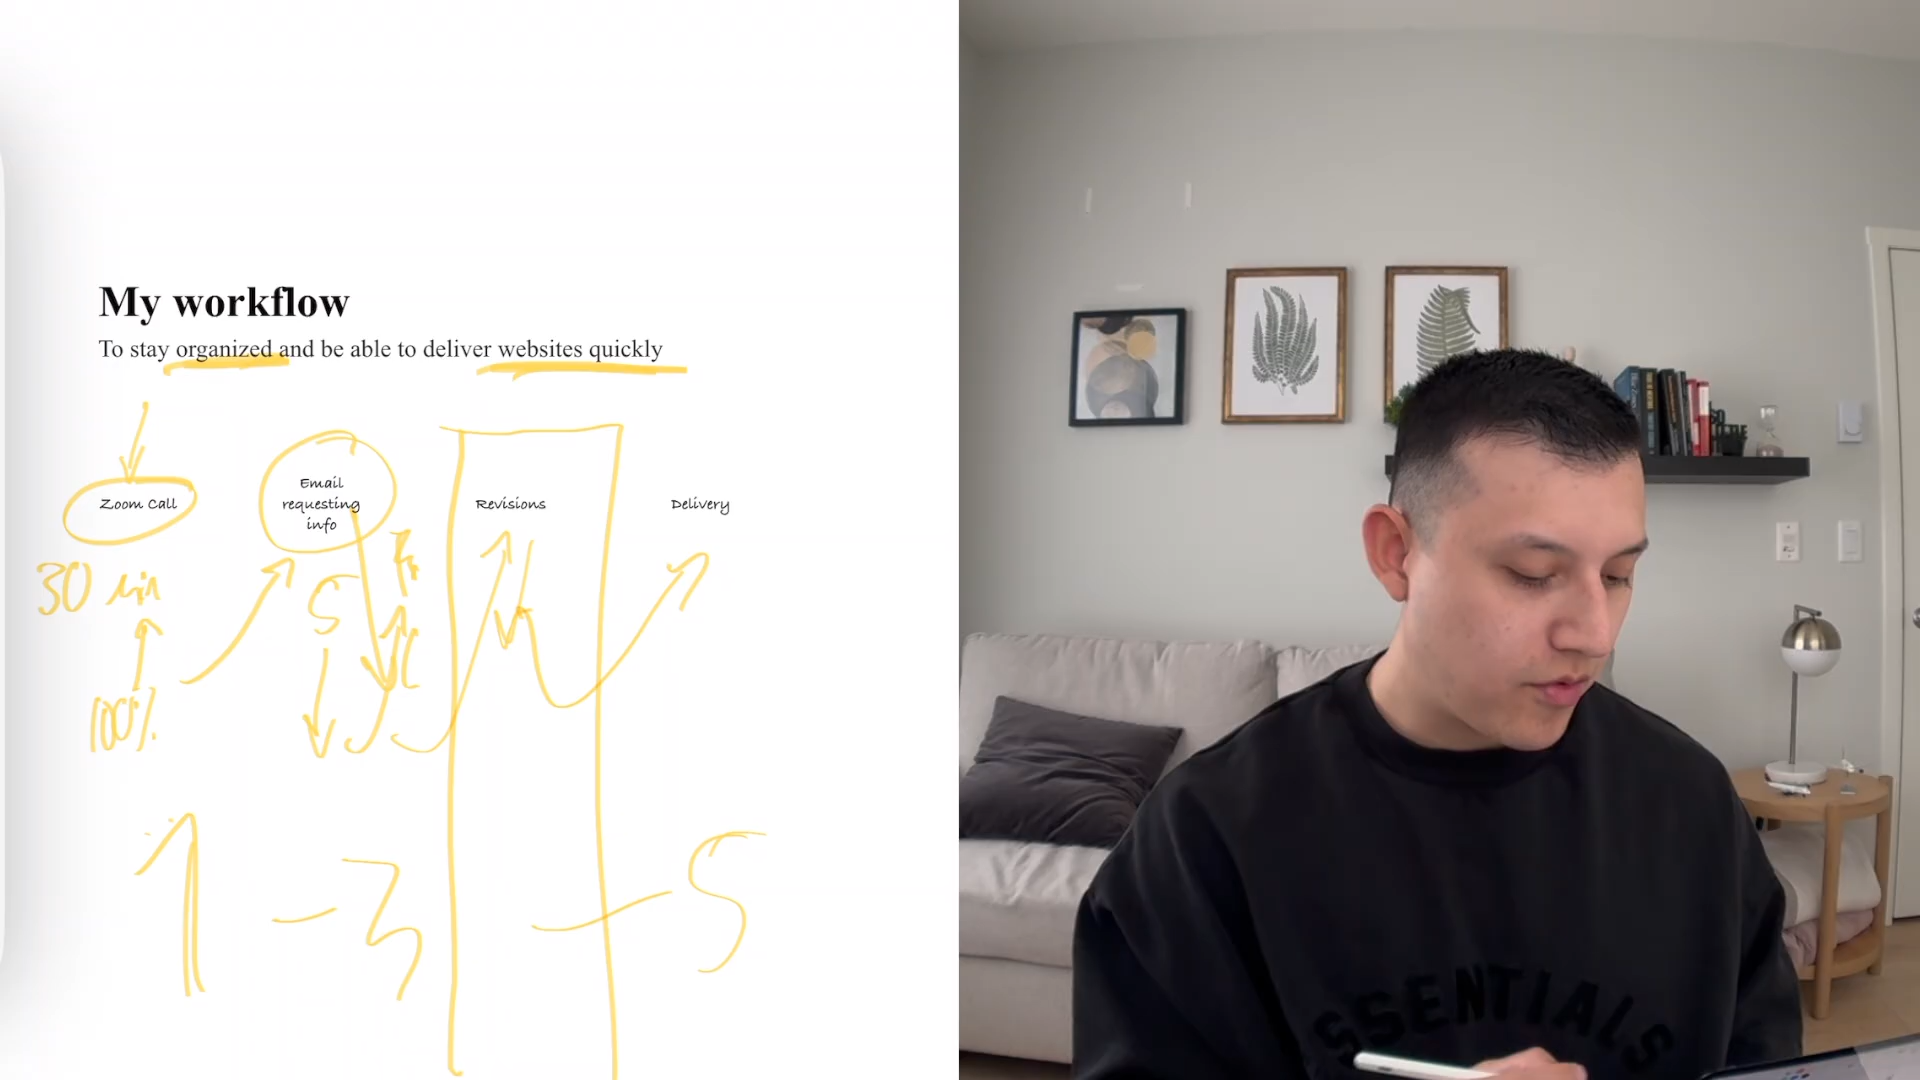 My workflow
To stay organized and be able to deliver websites quickly
Zoom Call
Email
requesting
info
Revisions
Delivery
30 min
100%
5
1 - 3 - 5
SSENTIALS